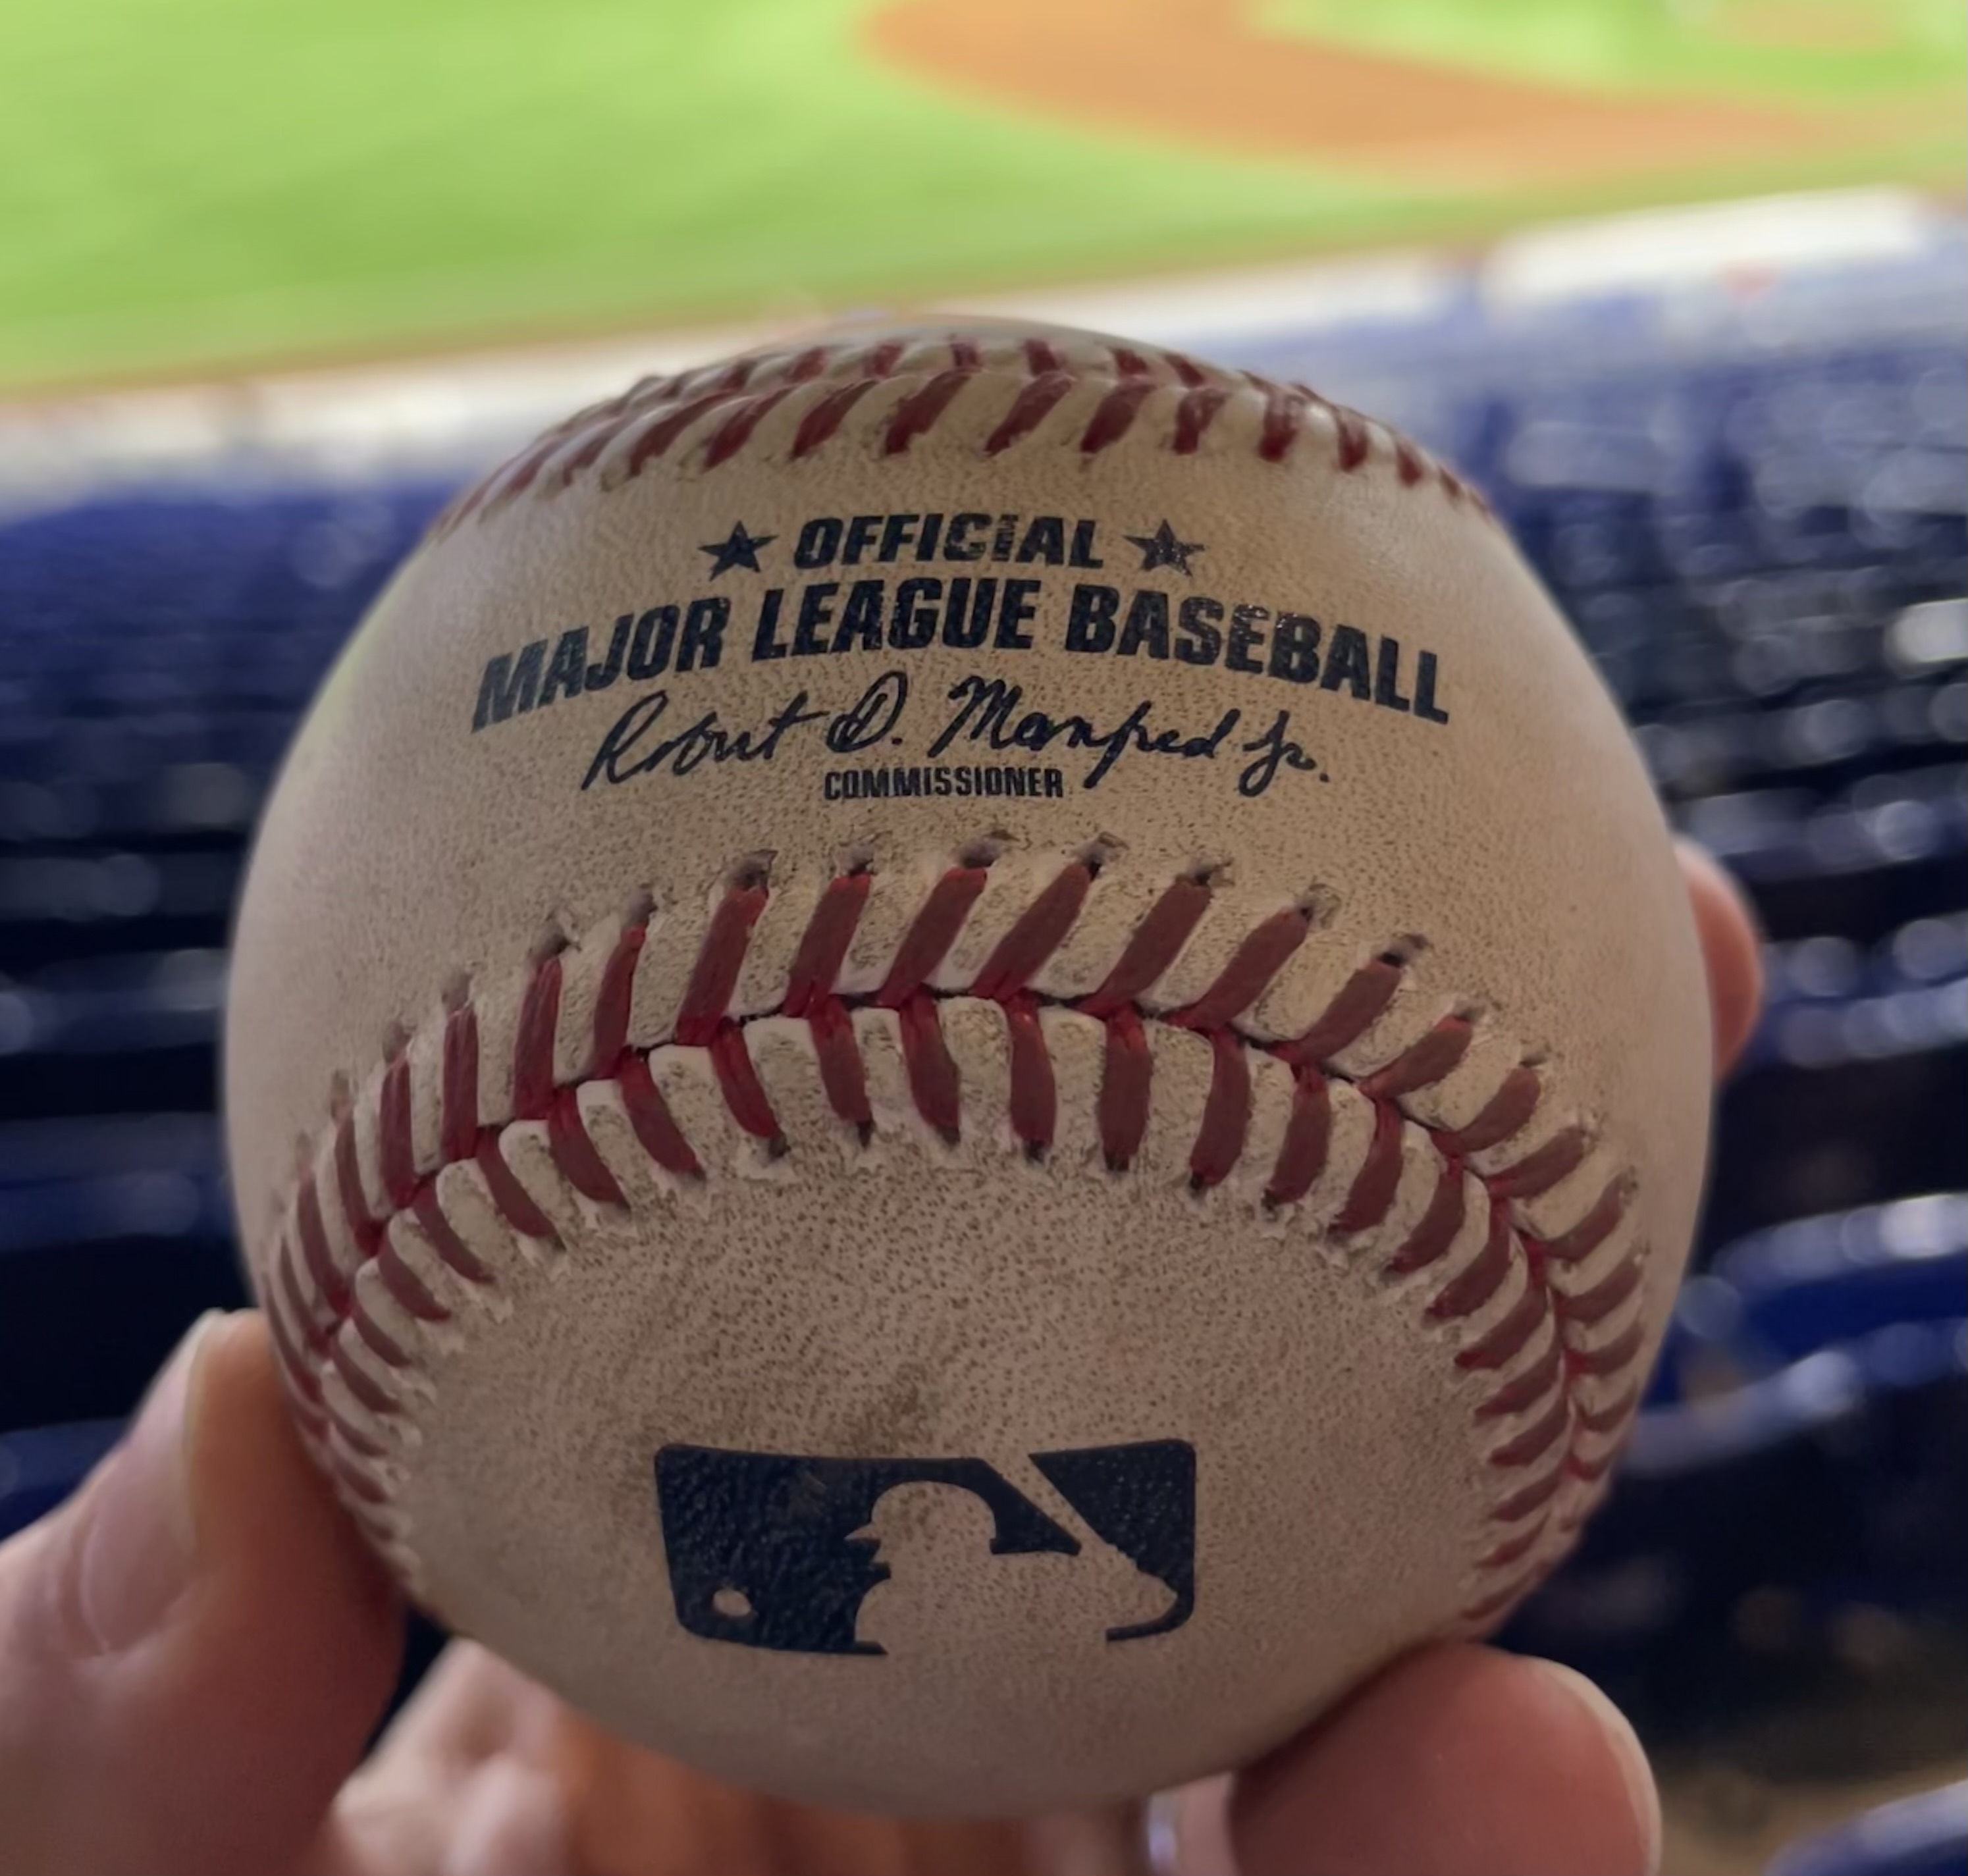 ★ OFFICIAL ★
MAJOR LEAGUE BASEBALL
Robert D. Manfred Jr.
COMMISSIONER